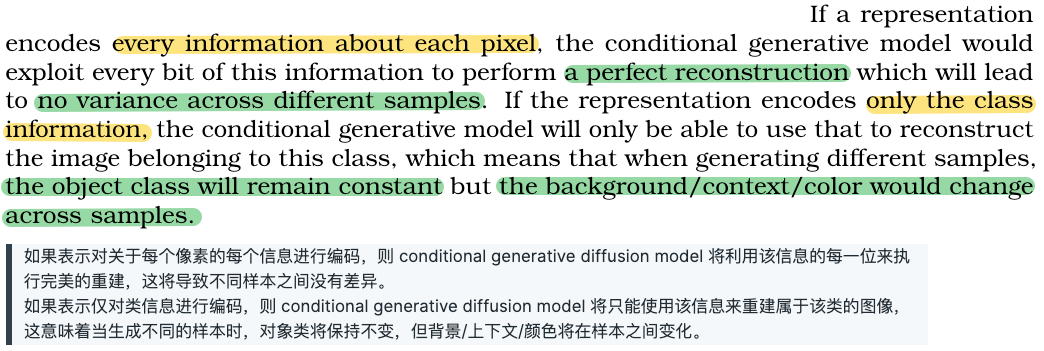 If a representation
encodes every information about each pixel, the conditional generative model would
exploit every bit of this information to perform a perfect reconstruction which will lead
to no variance across different samples. If the representation encodes only the class
information, the conditional generative model will only be able to use that to reconstruct
the image belonging to this class, which means that when generating different samples,
the object class will remain constant but the background/context/color would change
across samples.
如果表示对关于每个像素的每个信息进行编码，则 conditional generative diffusion model 将利用该信息的每一位来执
行完美的重建，这将导致不同样本之间没有差异。
如果表示仅对类信息进行编码，则 conditional generative diffusion model 将只能使用该信息来重建属于该类的图像，
这意味着当生成不同的样本时，对象类将保持不变，但背景/上下文/颜色将在样本之间变化。